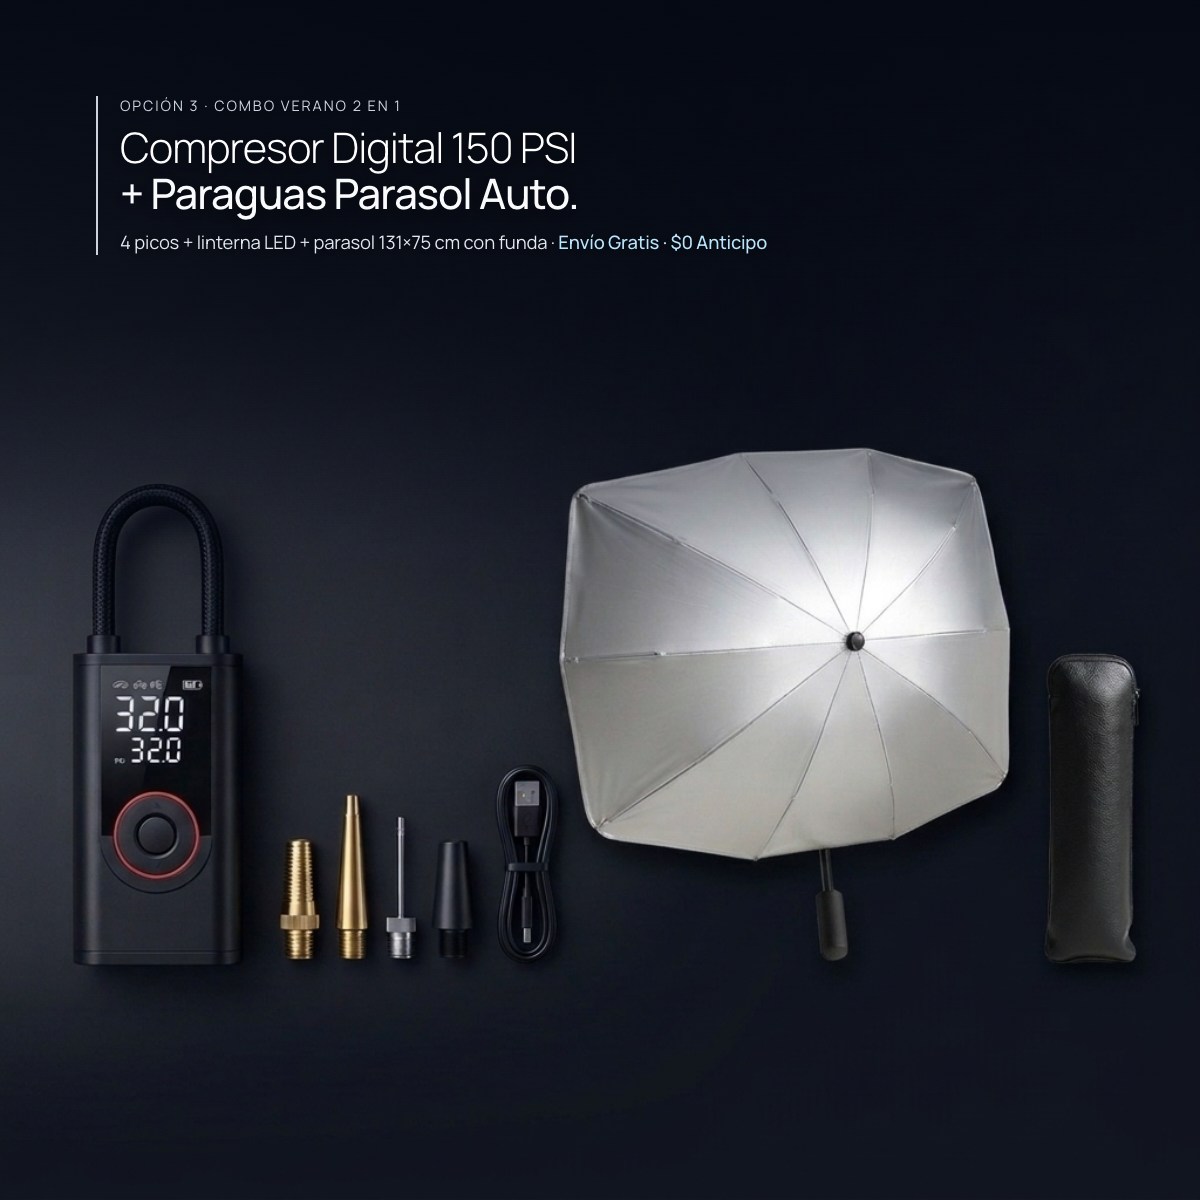 OPCIÓN 3 · COMBO VERANO 2 EN 1
Compresor Digital 150 PSI
+ Paraguas Parasol Auto.
4 picos + linterna LED + parasol 131×75 cm con funda · Envío Gratis · $0 Anticipo
32.0
32.0